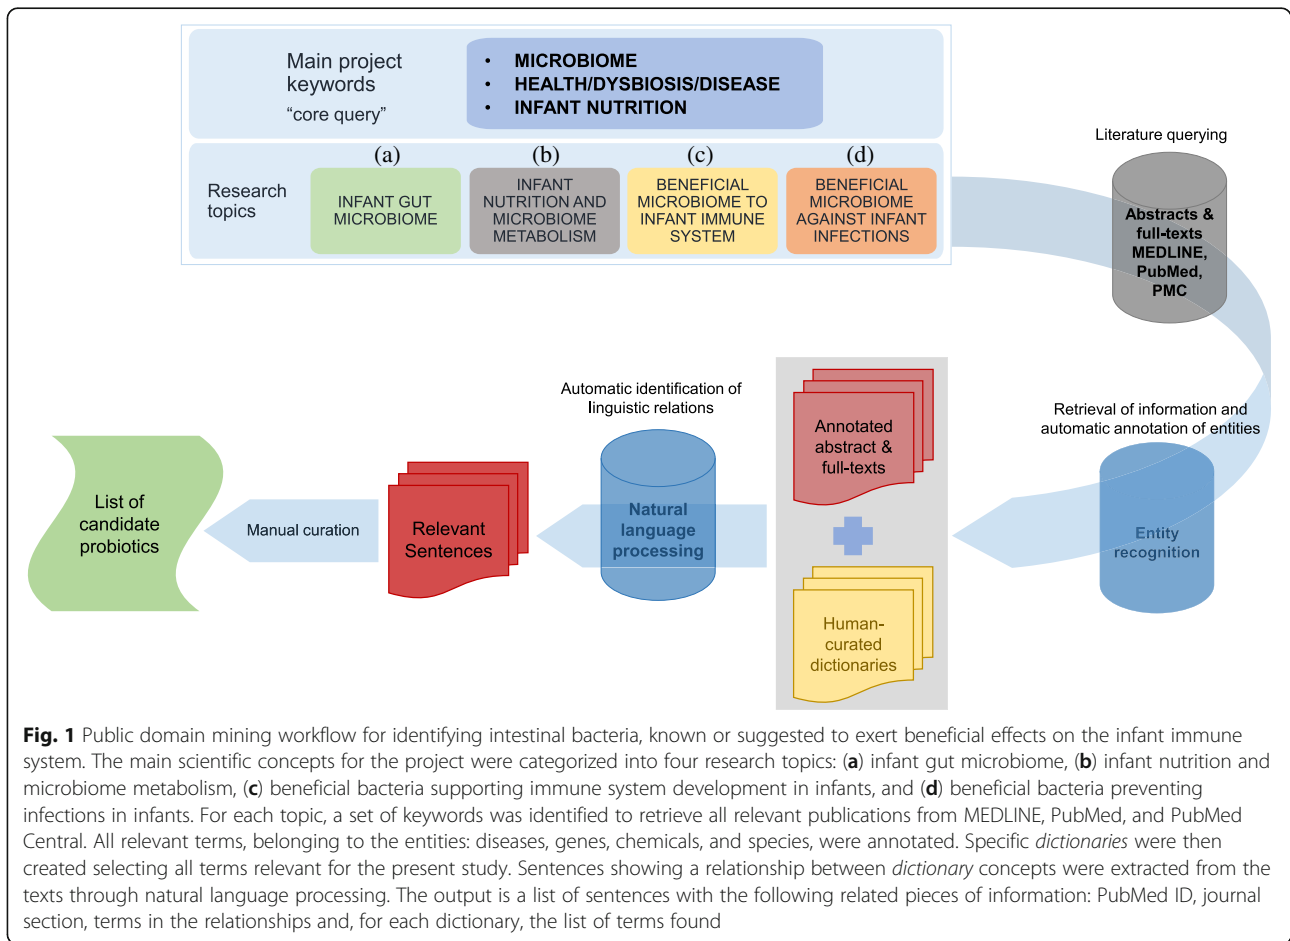 Main project
keywords
"core query"
• MICROBIOME
• HEALTH/DYSBIOSIS/DISEASE
• INFANT NUTRITION
Research
topics
(a)
INFANT GUT
MICROBIOME
(b)
INFANT
NUTRITION AND
MICROBIOME
METABOLISM
(c)
BENEFICIAL
MICROBIOME TO
INFANT IMMUNE
SYSTEM
(d)
BENEFICIAL
MICROBIOME
AGAINST INFANT
INFECTIONS
Literature querying
Abstracts &
full-texts
MEDLINE,
PubMed,
PMC
Retrieval of information and
automatic annotation of entities
Entity
recognition
Annotated
abstract &
full-texts
Human-
curated
dictionaries
Automatic identification of
linguistic relations
Natural
language
processing
Relevant
Sentences
Manual curation
List of
candidate
probiotics
Fig. 1 Public domain mining workflow for identifying intestinal bacteria, known or suggested to exert beneficial effects on the infant immune
system. The main scientific concepts for the project were categorized into four research topics: (a) infant gut microbiome, (b) infant nutrition and
microbiome metabolism, (c) beneficial bacteria supporting immune system development in infants, and (d) beneficial bacteria preventing
infections in infants. For each topic, a set of keywords was identified to retrieve all relevant publications from MEDLINE, PubMed, and PubMed
Central. All relevant terms, belonging to the entities: diseases, genes, chemicals, and species, were annotated. Specific dictionaries were then
created selecting all terms relevant for the present study. Sentences showing a relationship between dictionary concepts were extracted from the
texts through natural language processing. The output is a list of sentences with the following related pieces of information: PubMed ID, journal
section, terms in the relationships and, for each dictionary, the list of terms found